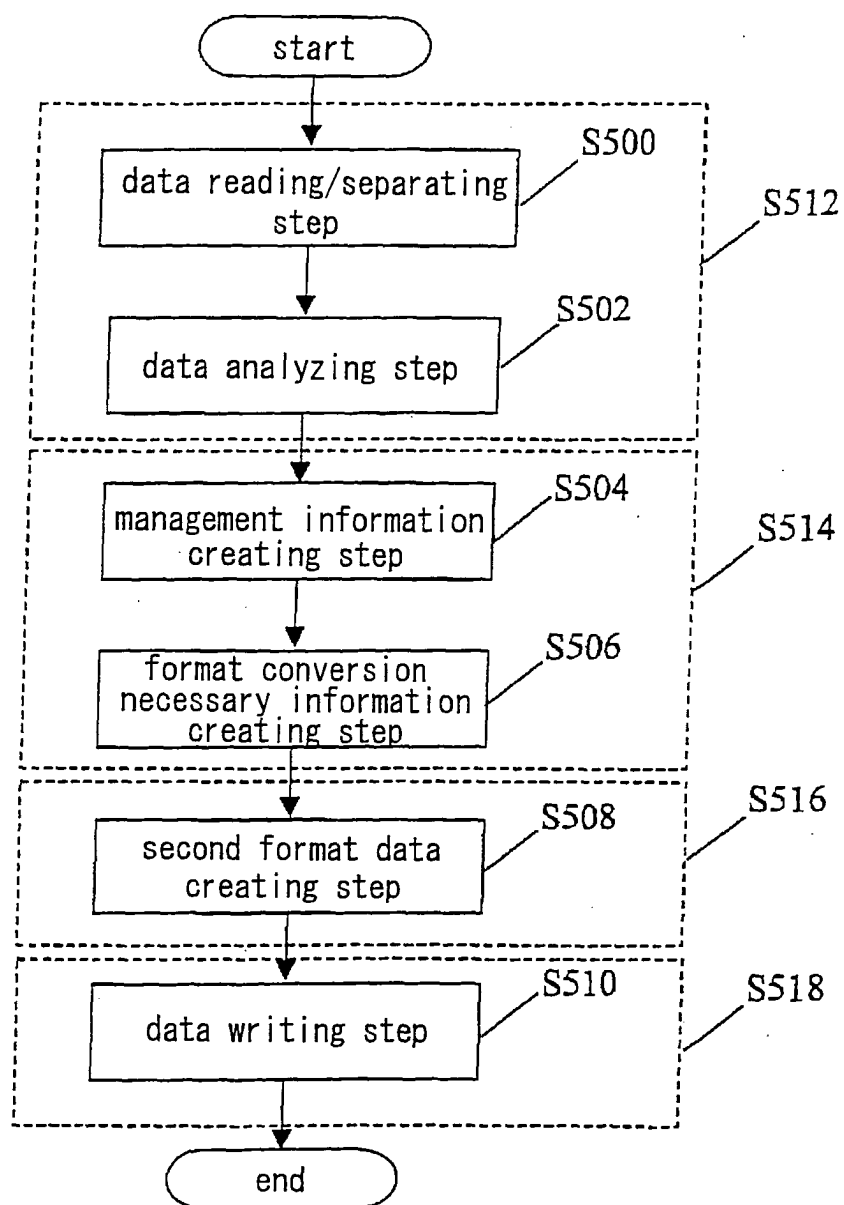 start
S500
data reading/separating
step
S512
S502
data analyzing step
S504
management information
creating step
S514
S506
format conversion
necessary information
creating step
S516
S508
second format data
creating step
S510
S518
data writing step
end